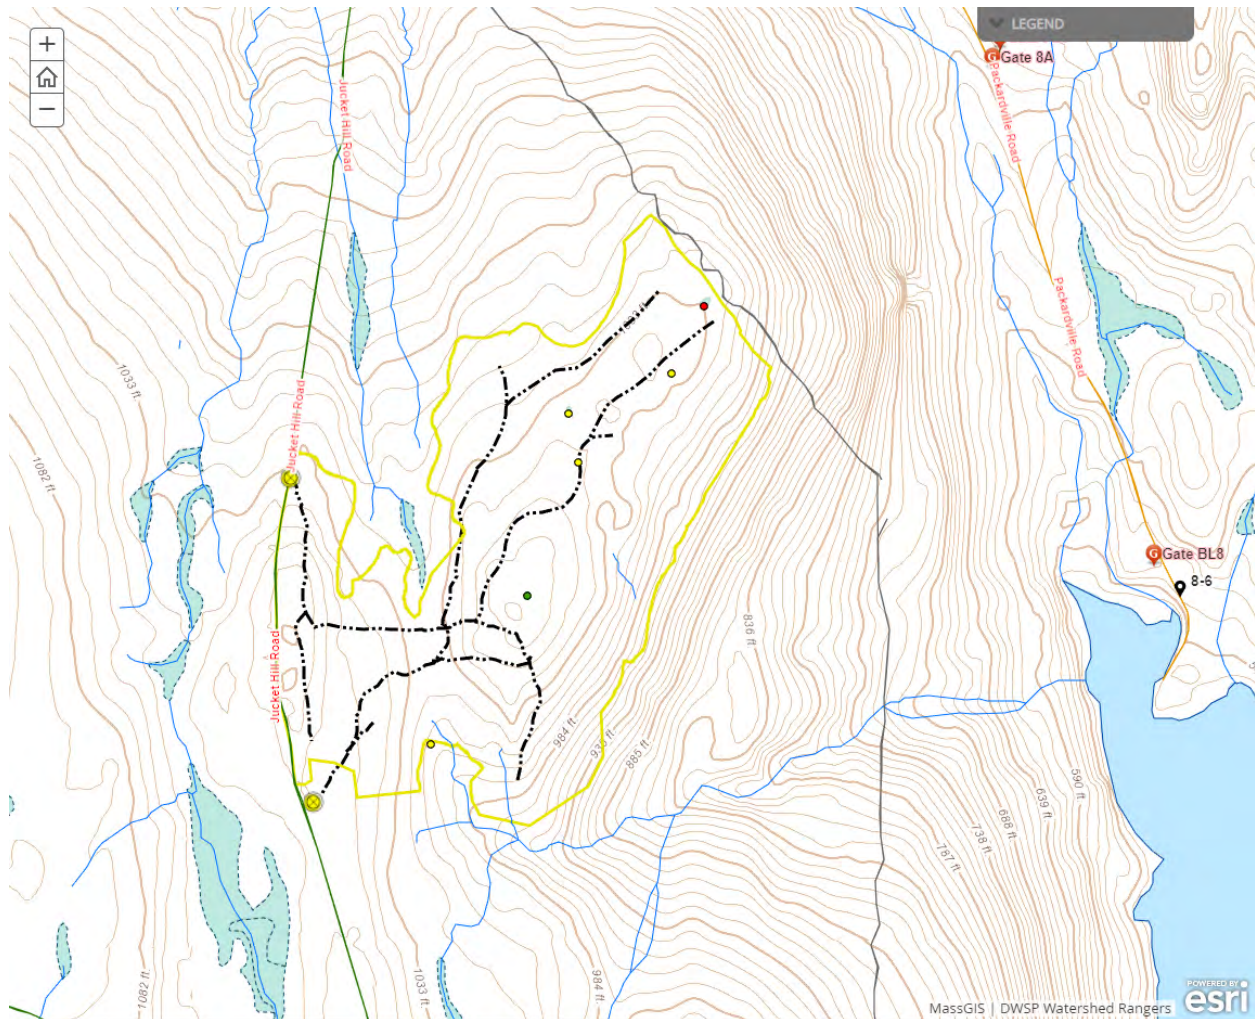 +
−
LEGEND
Gate 8A
Packardville Road
Jucket Hill Road
Packardville Road
1033 ft.
Jucket Hill Road
1082 ft.
Gate BL8
8-6
836 ft
Jucket Hill Road
984 ft
885 ft
590 ft
639 ft
688 ft
738 ft
787 ft
1082 ft.
1033 ft.
984 ft
POWERED BY
esri
MassGIS | DWSP Watershed Rangers